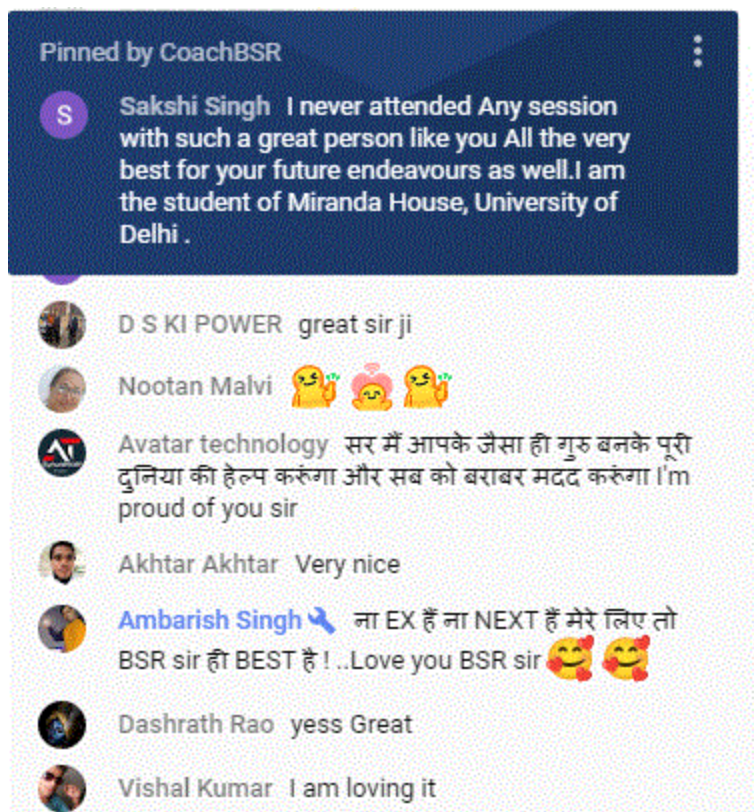 Pinned by CoachBSR
S
Sakshi Singh I never attended Any session
with such a great person like you All the very
best for your future endeavours as well.I am
the student of Miranda House, University of
Delhi .
D S KI POWER great sir ji
Nootan Malvi
Avatar technology सर मैं आपके जैसा ही गुरु बनके पूरी
दुनिया की हेल्प करूंगा और सब को बराबर मदद करूंगा I'm
proud of you sir
Akhtar Akhtar Very nice
Ambarish Singh ना EX हैं ना NEXT हैं मेरे लिए तो
BSR sir ही BEST है ! ..Love you BSR sir 🥰 🥰
Dashrath Rao yess Great
Vishal Kumar I am loving it